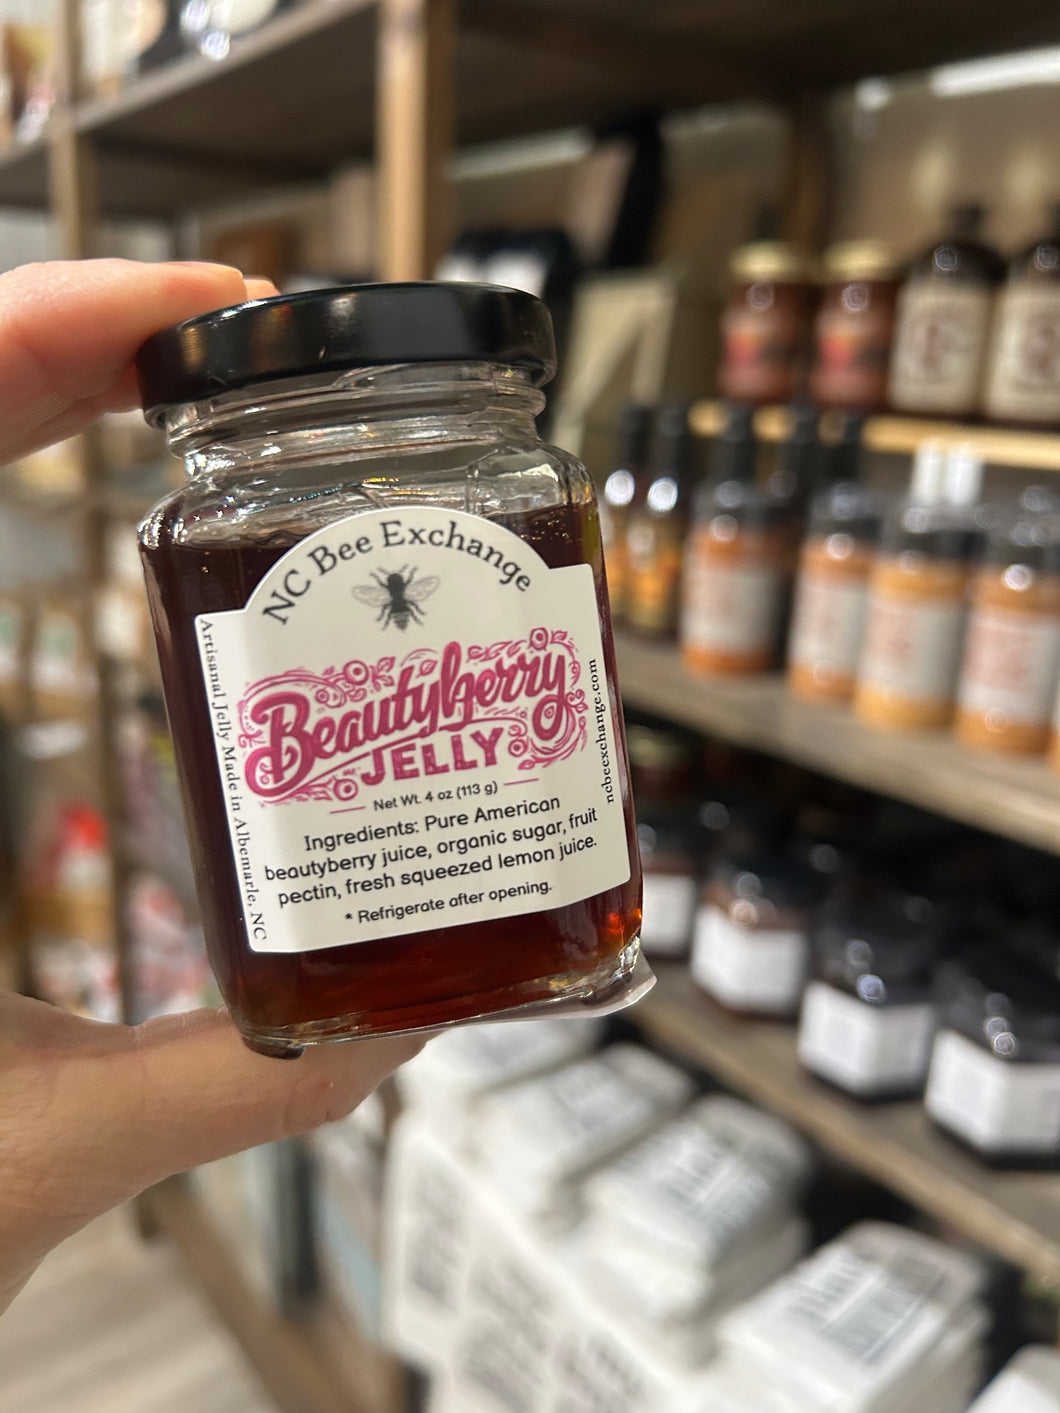 NC Bee Exchange
Artisanal Jelly Made in Albemarle, NC
Beautyberry
JELLY
Net Wt. 4 oz (113 g)
Ingredients: Pure American
beautyberry juice, organic sugar, fruit
pectin, fresh squeezed lemon juice.
* Refrigerate after opening.
ncbeeexchange.com